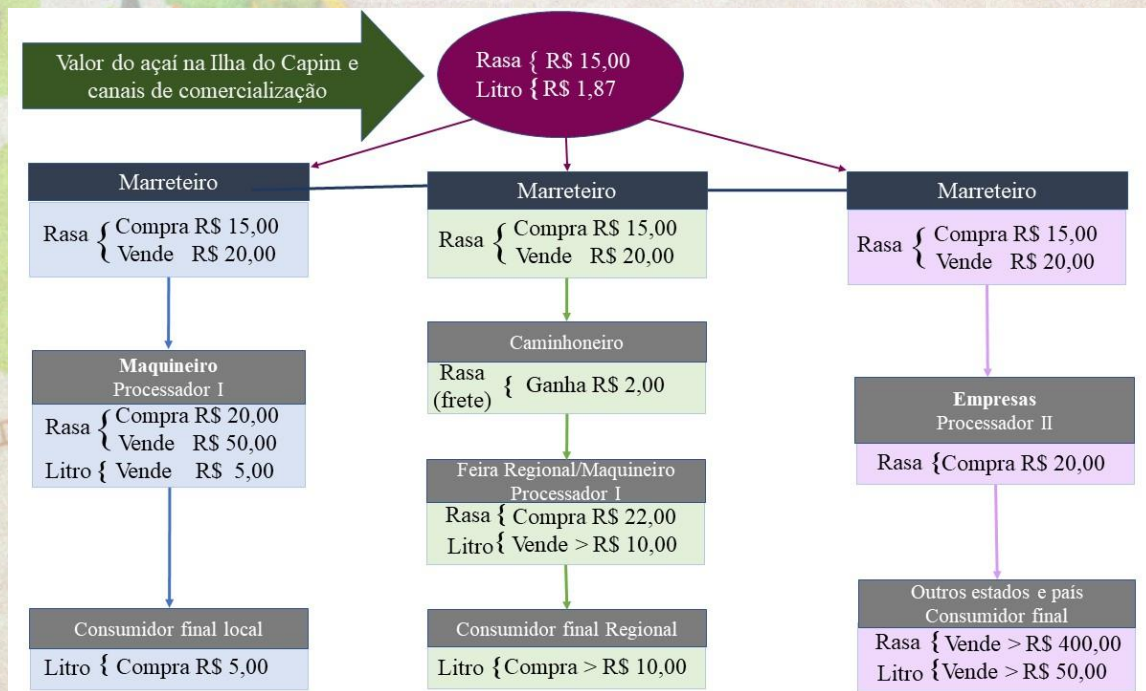 Valor do açaí na Ilha do Capim e
canais de comercialização
Rasa { R$ 15,00
Litro { R$ 1,87
Marreteiro
Rasa { Compra R$ 15,00
Vende R$ 20,00
Maquineiro
Processador I
Rasa { Compra R$ 20,00
Vende R$ 50,00
Litro { Vende R$ 5,00
Consumidor final local
Litro { Compra R$ 5,00
Marreteiro
Rasa { Compra R$ 15,00
Vende R$ 20,00
Caminhoneiro
Rasa
(frete) { Ganha R$ 2,00
Feira Regional/Maquineiro
Processador I
Rasa { Compra R$ 22,00
Litro { Vende > R$ 10,00
Consumidor final Regional
Litro {Compra > R$ 10,00
Marreteiro
Rasa { Compra R$ 15,00
Vende R$ 20,00
Empresas
Processador II
Rasa {Compra R$ 20,00
Outros estados e país
Consumidor final
Rasa {Vende > R$ 400,00
Litro {Vende > R$ 50,00